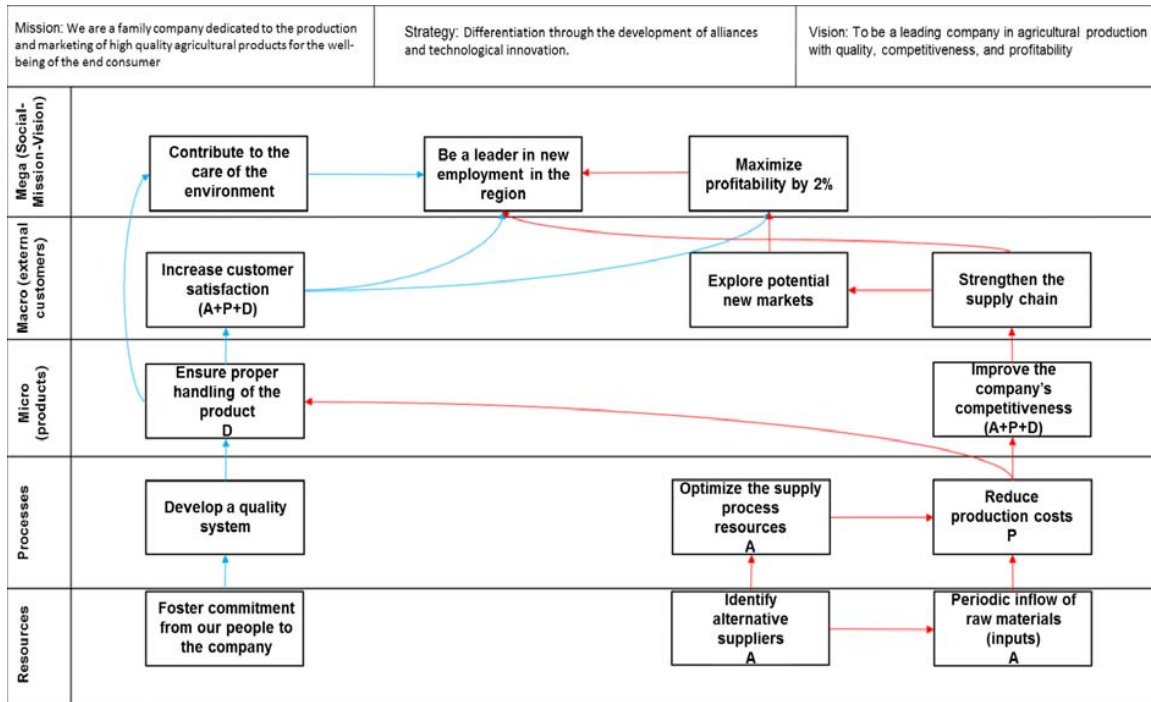 Mission: We are a family company dedicated to the production
and marketing of high quality agricultural products for the well-
being of the end consumer
Strategy: Differentiation through the development of alliances
and technological innovation.
Vision: To be a leading company in agricultural production
with quality, competitiveness, and profitability
Mega (Social-
Mission-Vision)
Contribute to the
care of the
environment
Be a leader in new
employment in the
region
Maximize
profitability by 2%
Macro (external
customers)
Increase customer
satisfaction
(A+P+D)
Explore potential
new markets
Strengthen the
supply chain
Micro
(products)
Ensure proper
handling of the
product
D
Improve the
company's
competitiveness
(A+P+D)
Processes
Develop a quality
system
Optimize the supply
process
resources
A
Reduce
production costs
P
Resources
Foster commitment
from our people to
the company
Identify
alternative
suppliers
A
Periodic inflow of
raw materials
(inputs)
A